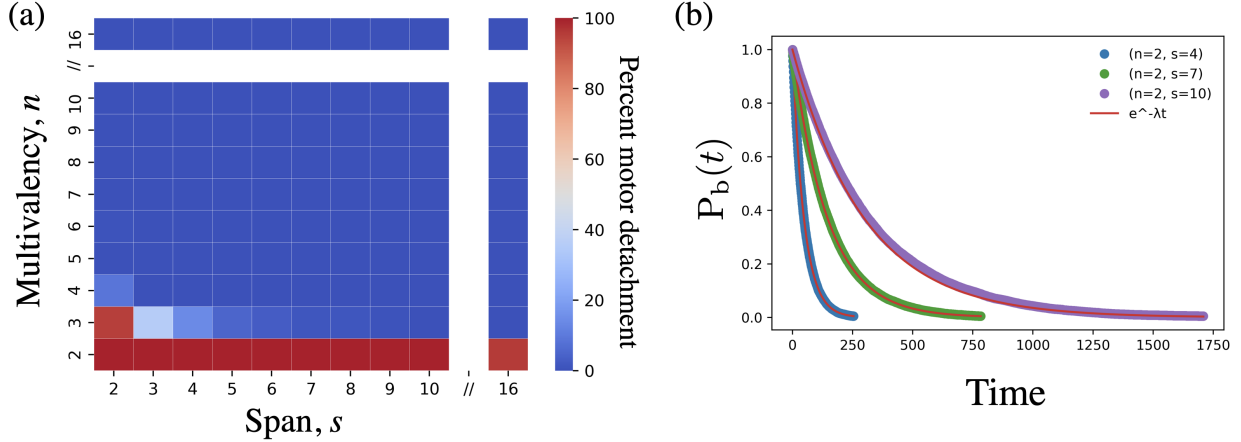 (a)
Multivalency, n
16
//
10
9
8
7
6
5
4
3
2
2 3 4 5 6 7 8 9 10 // 16
Span, s
100
80
60
40
20
0
Percent motor detachment
(b)
P_b(t)
1.0
0.8
0.6
0.4
0.2
0.0
(n=2, s=4)
(n=2, s=7)
(n=2, s=10)
e^-λt
0 250 500 750 1000 1250 1500 1750
Time